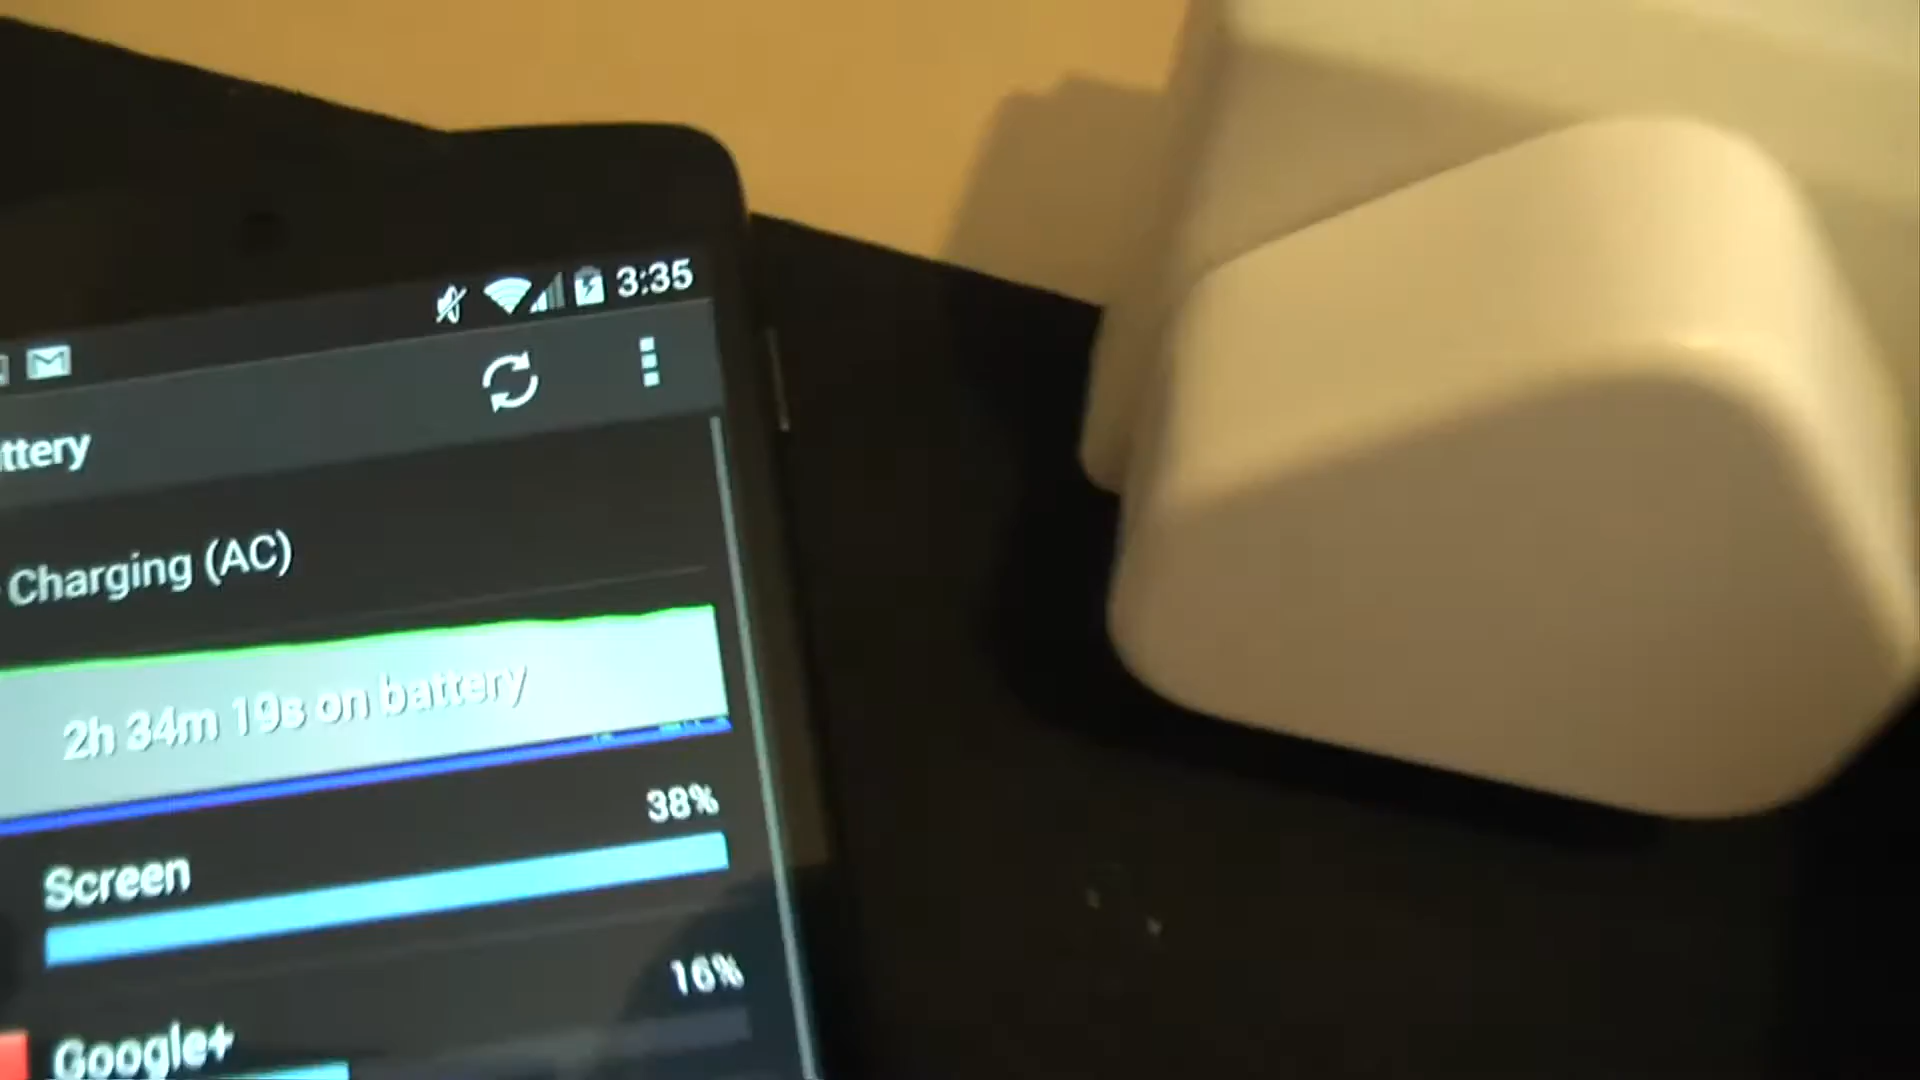 3:35
ttery
Charging (AC)
2h 34m 19s on battery
38%
Screen
16%
Google+